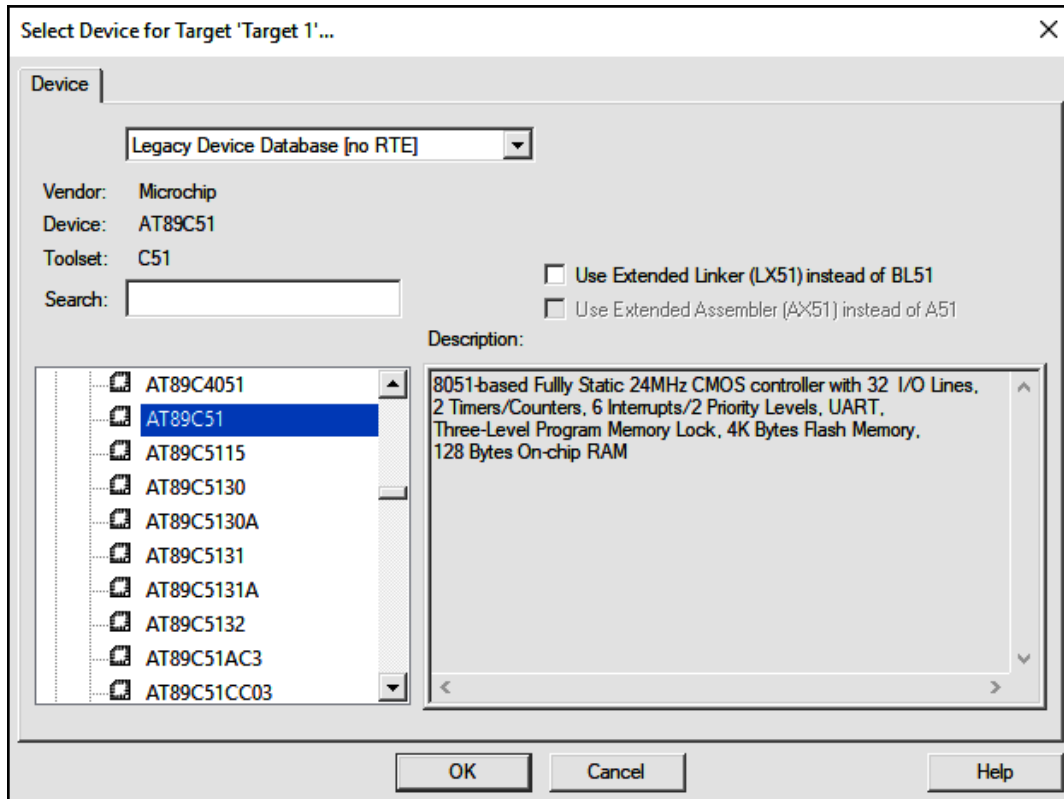 Select Device for Target 'Target 1'...
Device
Legacy Device Database [no RTE]
Vendor: Microchip
Device: AT89C51
Toolset: C51
Search:
Use Extended Linker (LX51) instead of BL51
Use Extended Assembler (AX51) instead of A51
Description:
AT89C4051
AT89C51
AT89C5115
AT89C5130
AT89C5130A
AT89C5131
AT89C5131A
AT89C5132
AT89C51AC3
AT89C51CC03
8051-based Fullly Static 24MHz CMOS controller with 32 I/O Lines,
2 Timers/Counters, 6 Interrupts/2 Priority Levels, UART,
Three-Level Program Memory Lock, 4K Bytes Flash Memory,
128 Bytes On-chip RAM
OK
Cancel
Help